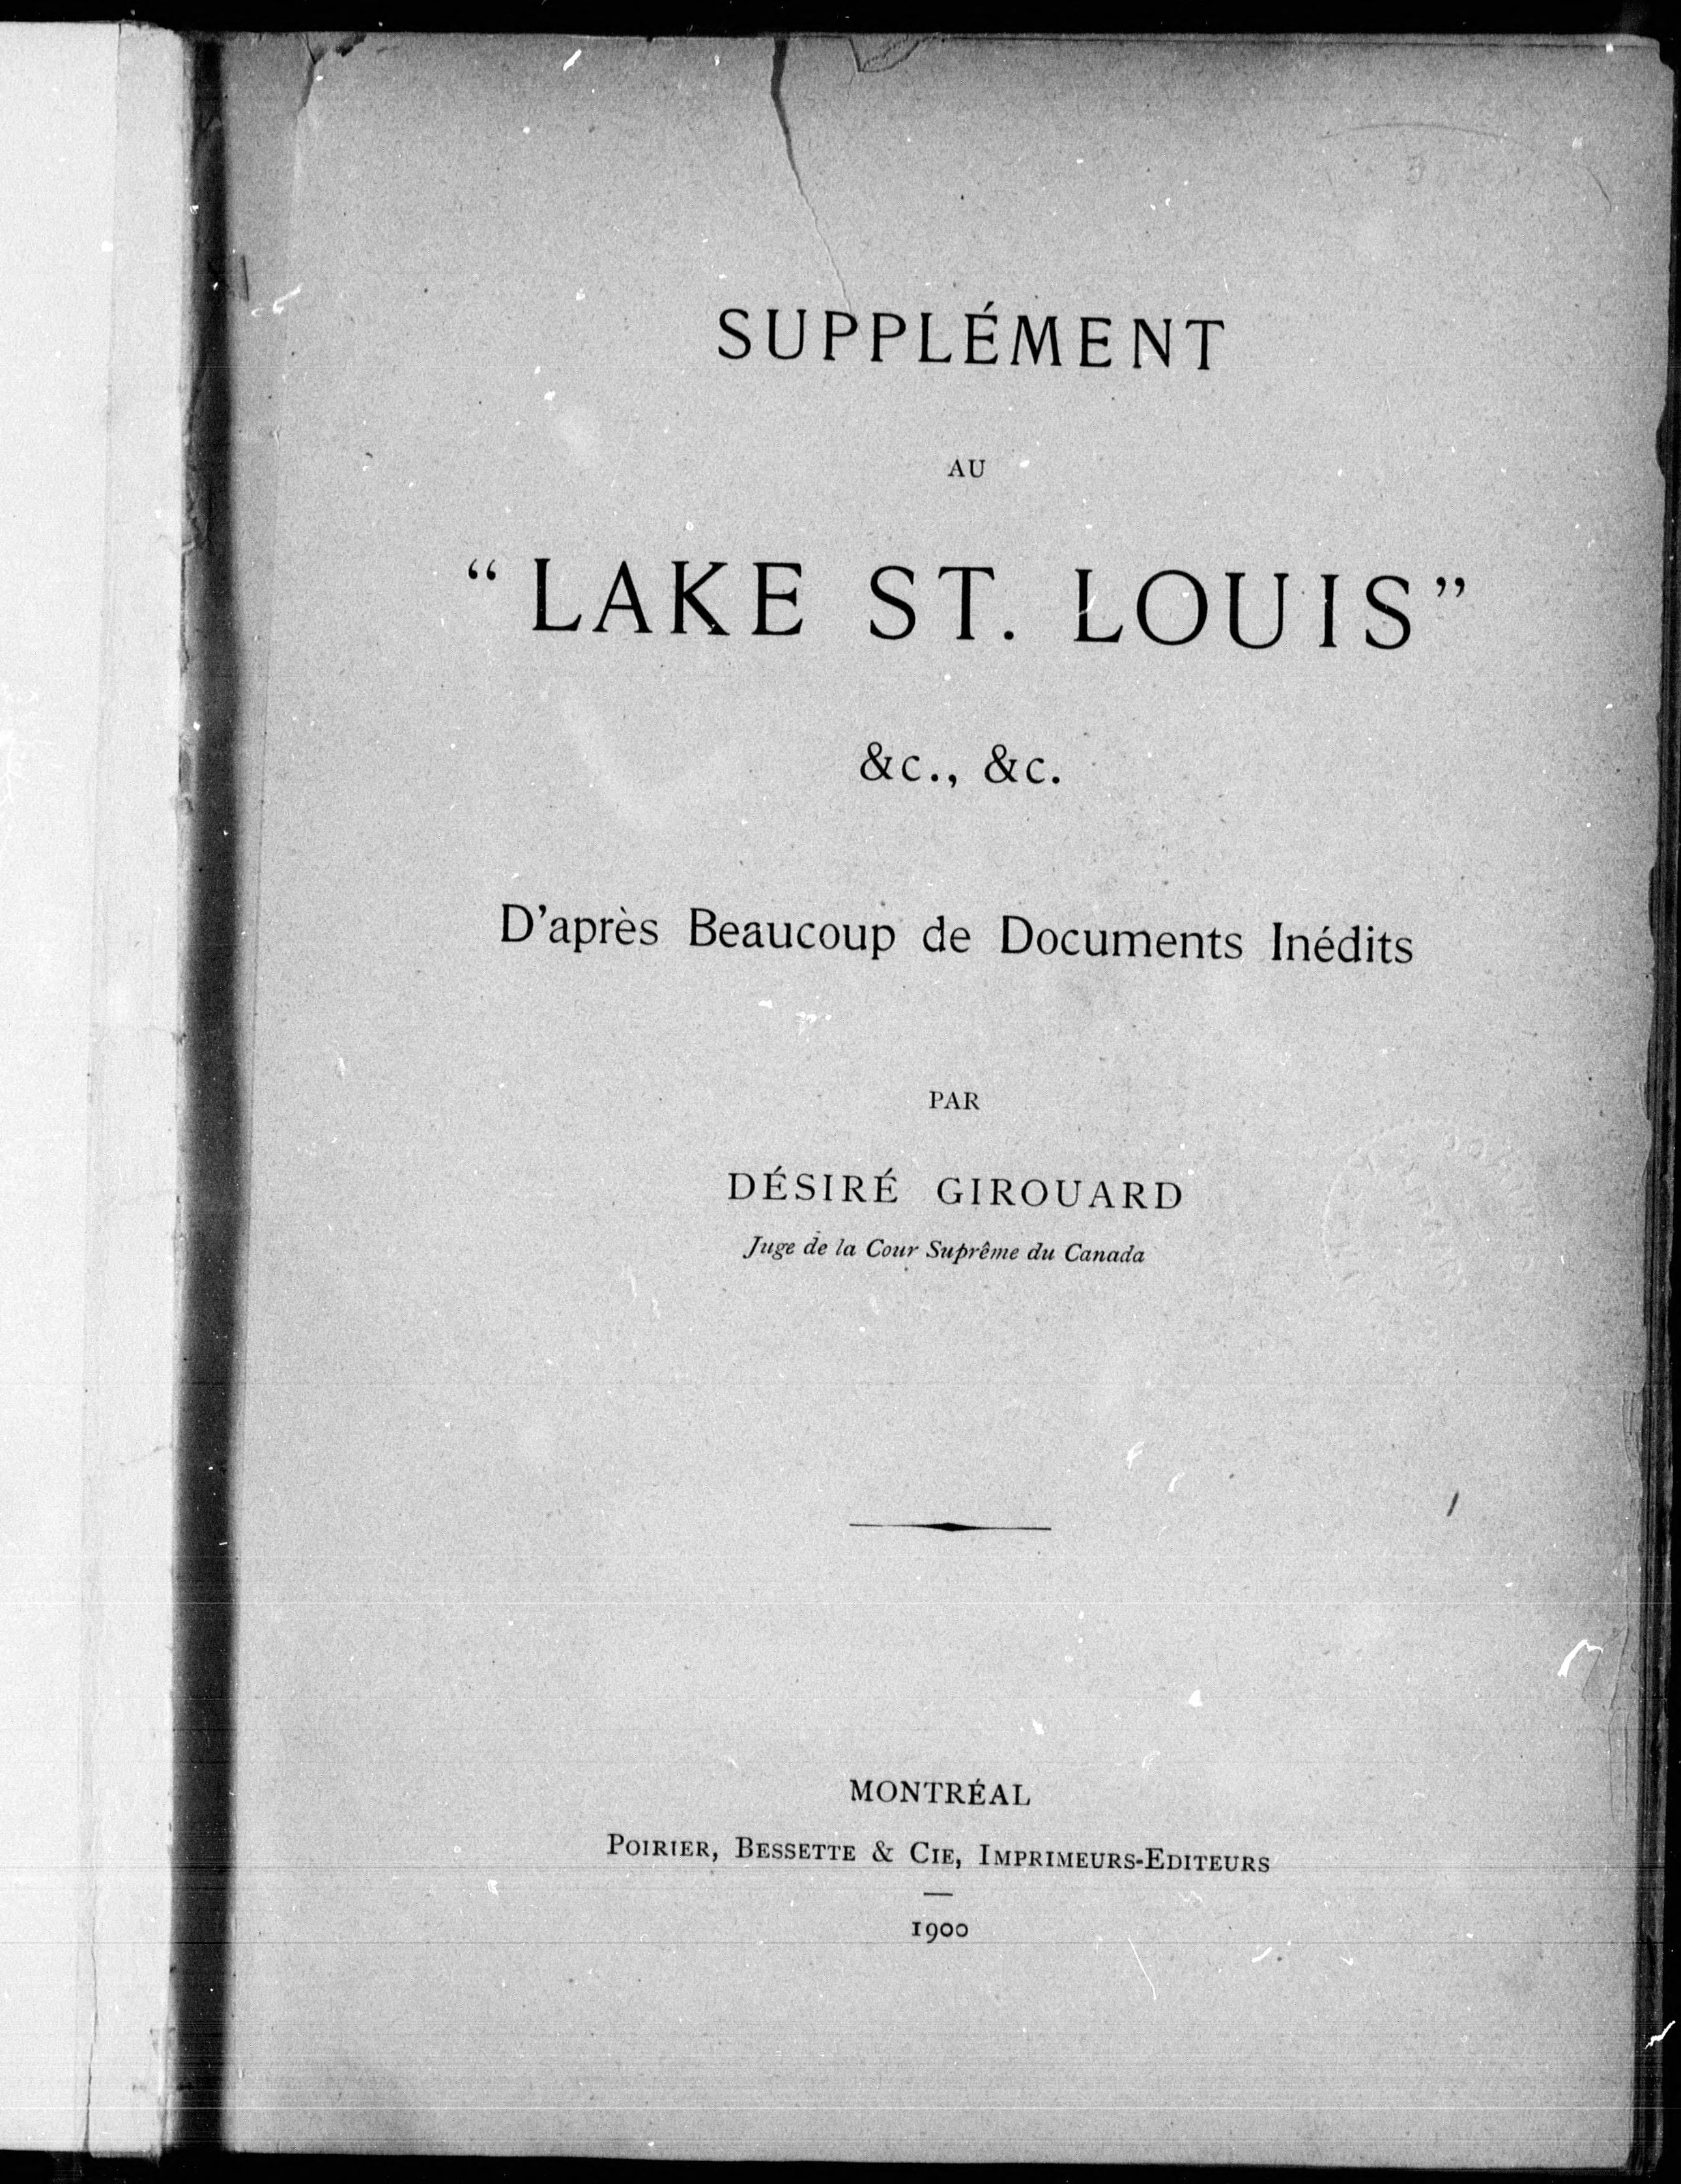 SUPPLÉMENT
AU
“LAKE ST. LOUIS”
&c., &c.
D’après Beaucoup de Documents Inédits
PAR
DÉSIRÉ GIROUARD
Juge de la Cour Suprême du Canada
MONTRÉAL
POIRIER, BESSETTE & CIE, IMPRIMEURS-EDITEURS
1900